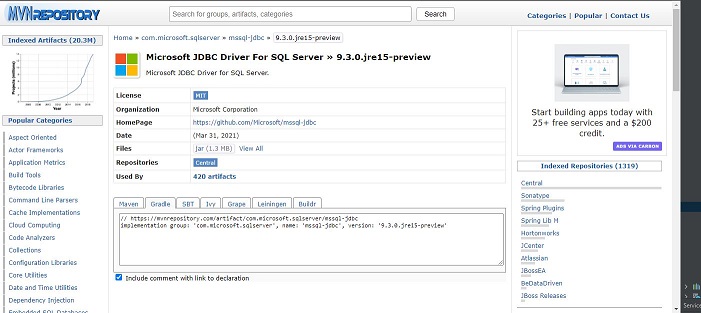 MVNREPOSITORY
Search for groups, artifacts, categories
Search
Categories | Popular | Contact Us
Indexed Artifacts (20.3M)
Projects (millions)
Year
Popular Categories
Aspect Oriented
Actor Frameworks
Application Metrics
Build Tools
Bytecode Libraries
Command Line Parsers
Cache Implementations
Cloud Computing
Code Analyzers
Collections
Configuration Libraries
Core Utilities
Date and Time Utilities
Dependency Injection
Embedded SQL Databases
Home » com.microsoft.sqlserver » mssql-jdbc » 9.3.0.jre15-preview
Microsoft JDBC Driver For SQL Server » 9.3.0.jre15-preview
Microsoft JDBC Driver for SQL Server.
License MIT
Organization Microsoft Corporation
HomePage https://github.com/Microsoft/mssql-jdbc
Date (Mar 31, 2021)
Files jar (1.3 MB) View All
Repositories Central
Used By 420 artifacts
Maven Gradle SBT Ivy Grape Leiningen Buildr
// https://mvnrepository.com/artifact/com.microsoft.sqlserver/mssql-jdbc
implementation group: 'com.microsoft.sqlserver', name: 'mssql-jdbc', version: '9.3.0.jre15-preview'
Include comment with link to declaration
Start building apps today with
25+ free services and a $200
credit.
ADS VIA CARBON
Indexed Repositories (1319)
Central
Sonatype
Spring Plugins
Spring Lib M
Hortonworks
JCenter
Atlassian
JBossEA
BeDataDriven
JBoss Releases
Service